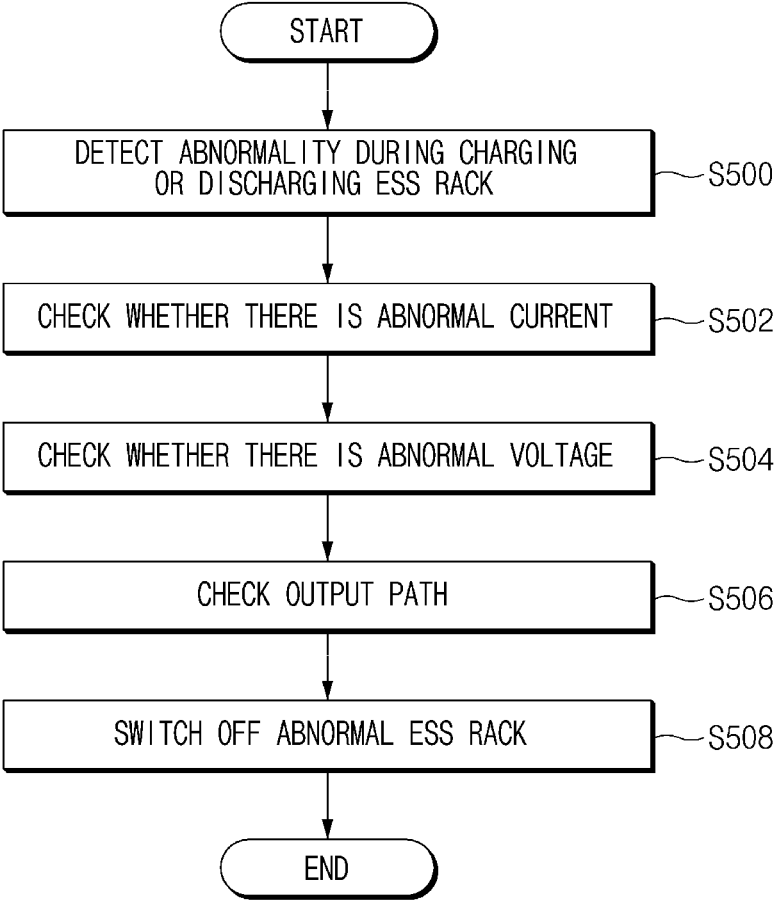 START
DETECT ABNORMALITY DURING CHARGING
OR DISCHARGING ESS RACK
S500
CHECK WHETHER THERE IS ABNORMAL CURRENT
S502
CHECK WHETHER THERE IS ABNORMAL VOLTAGE
S504
CHECK OUTPUT PATH
S506
SWITCH OFF ABNORMAL ESS RACK
S508
END